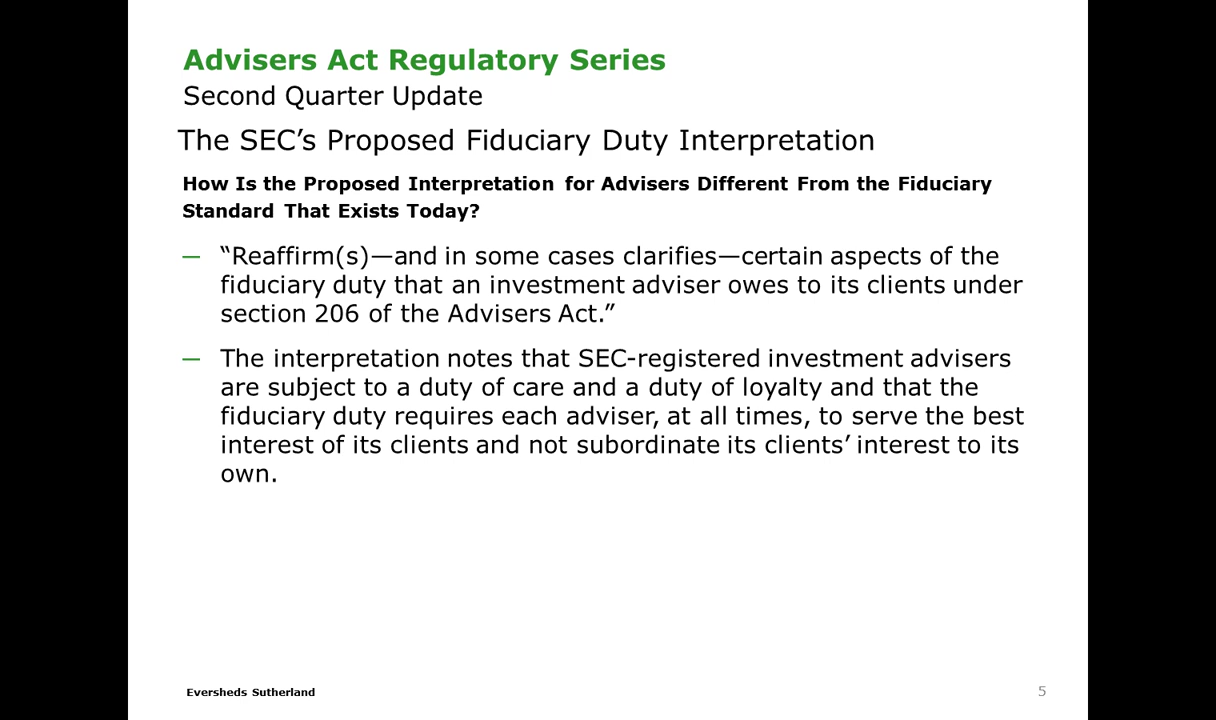 Advisers Act Regulatory Series
Second Quarter Update
The SEC’s Proposed Fiduciary Duty Interpretation
How Is the Proposed Interpretation for Advisers Different From the Fiduciary
Standard That Exists Today?
— “Reaffirm(s)—and in some cases clarifies—certain aspects of the
fiduciary duty that an investment adviser owes to its clients under
section 206 of the Advisers Act.”
— The interpretation notes that SEC-registered investment advisers
are subject to a duty of care and a duty of loyalty and that the
fiduciary duty requires each adviser, at all times, to serve the best
interest of its clients and not subordinate its clients’ interest to its
own.
Eversheds Sutherland
5